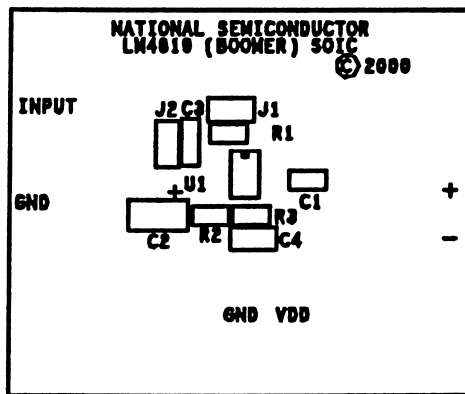 NATIONAL SEMICONDUCTOR
LM4819 (BOOMER) SOIC
© 2000
INPUT
J2 C3 J1
R1
+ U1
GND
C1
+
R2 R3
C2 C4
-
GND VDD